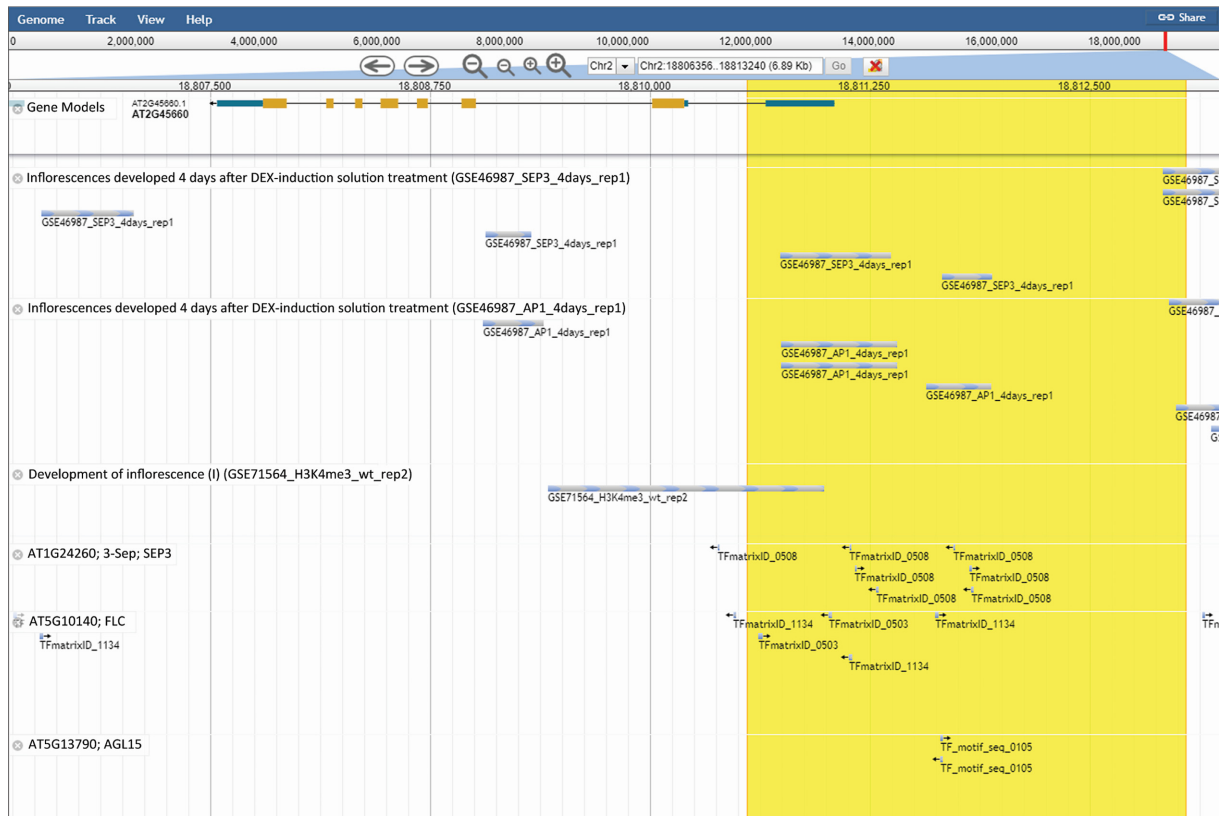 Genome Track View Help Share
0 2,000,000 4,000,000 6,000,000 8,000,000 10,000,000 12,000,000 14,000,000 16,000,000 18,000,000
Chr2 Chr2:18806356..18813240 (6.89 Kb) Go
18,807,500 18,808,750 18,810,000 18,811,250 18,812,500
Gene Models AT2G45660.1
AT2G45660
Inflorescences developed 4 days after DEX-induction solution treatment (GSE46987_SEP3_4days_rep1)
GSE46987_S
GSE46987_S
GSE46987_SEP3_4days_rep1
GSE46987_SEP3_4days_rep1
GSE46987_SEP3_4days_rep1
GSE46987_SEP3_4days_rep1
Inflorescences developed 4 days after DEX-induction solution treatment (GSE46987_AP1_4days_rep1)
GSE46987_
GSE46987_AP1_4days_rep1
GSE46987_AP1_4days_rep1
GSE46987_AP1_4days_rep1
GSE46987_AP1_4days_rep1
GSE46987
Development of inflorescence (I) (GSE71564_H3K4me3_wt_rep2)
GSE71564_H3K4me3_wt_rep2
AT1G24260; 3-Sep; SEP3
TFmatrixID_0508 TFmatrixID_0508 TFmatrixID_0508
TFmatrixID_0508 TFmatrixID_0508
TFmatrixID_0508 TFmatrixID_0508
AT5G10140; FLC
TFmatrixID_1134 TFmatrixID_0503 TFmatrixID_1134
TFmatrixID_1134 TFmatrixID_0503
TFmatrixID_1134
AT5G13790; AGL15
TF_motif_seq_0105
TF_motif_seq_0105